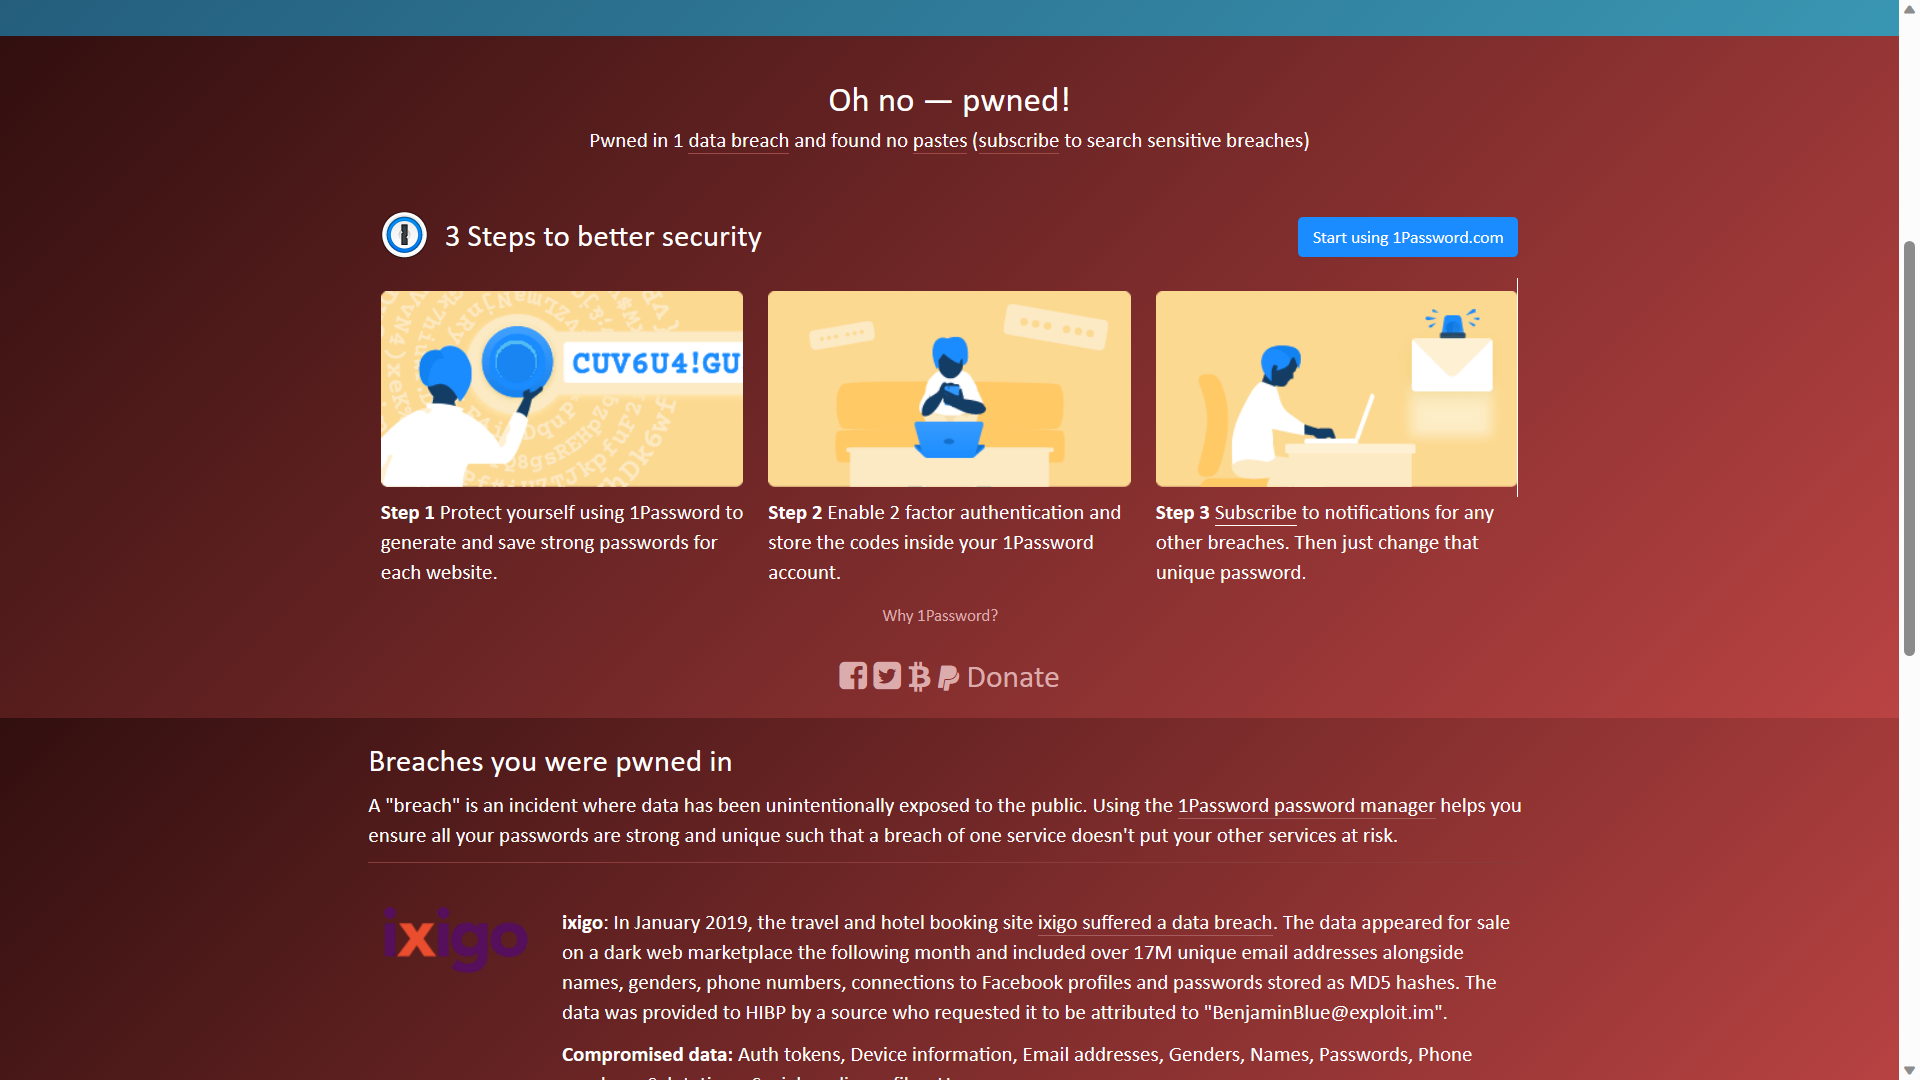 Oh no — pwned!
Pwned in 1 data breach and found no pastes (subscribe to search sensitive breaches)
3 Steps to better security
Start using 1Password.com
CUV6U4!GU
Step 1 Protect yourself using 1Password to
generate and save strong passwords for
each website.
Step 2 Enable 2 factor authentication and
store the codes inside your 1Password
account.
Step 3 Subscribe to notifications for any
other breaches. Then just change that
unique password.
Why 1Password?
Donate
Breaches you were pwned in
A "breach" is an incident where data has been unintentionally exposed to the public. Using the 1Password password manager helps you
ensure all your passwords are strong and unique such that a breach of one service doesn't put your other services at risk.
ixigo
ixigo: In January 2019, the travel and hotel booking site ixigo suffered a data breach. The data appeared for sale
on a dark web marketplace the following month and included over 17M unique email addresses alongside
names, genders, phone numbers, connections to Facebook profiles and passwords stored as MD5 hashes. The
data was provided to HIBP by a source who requested it to be attributed to "BenjaminBlue@exploit.im".
Compromised data: Auth tokens, Device information, Email addresses, Genders, Names, Passwords, Phone